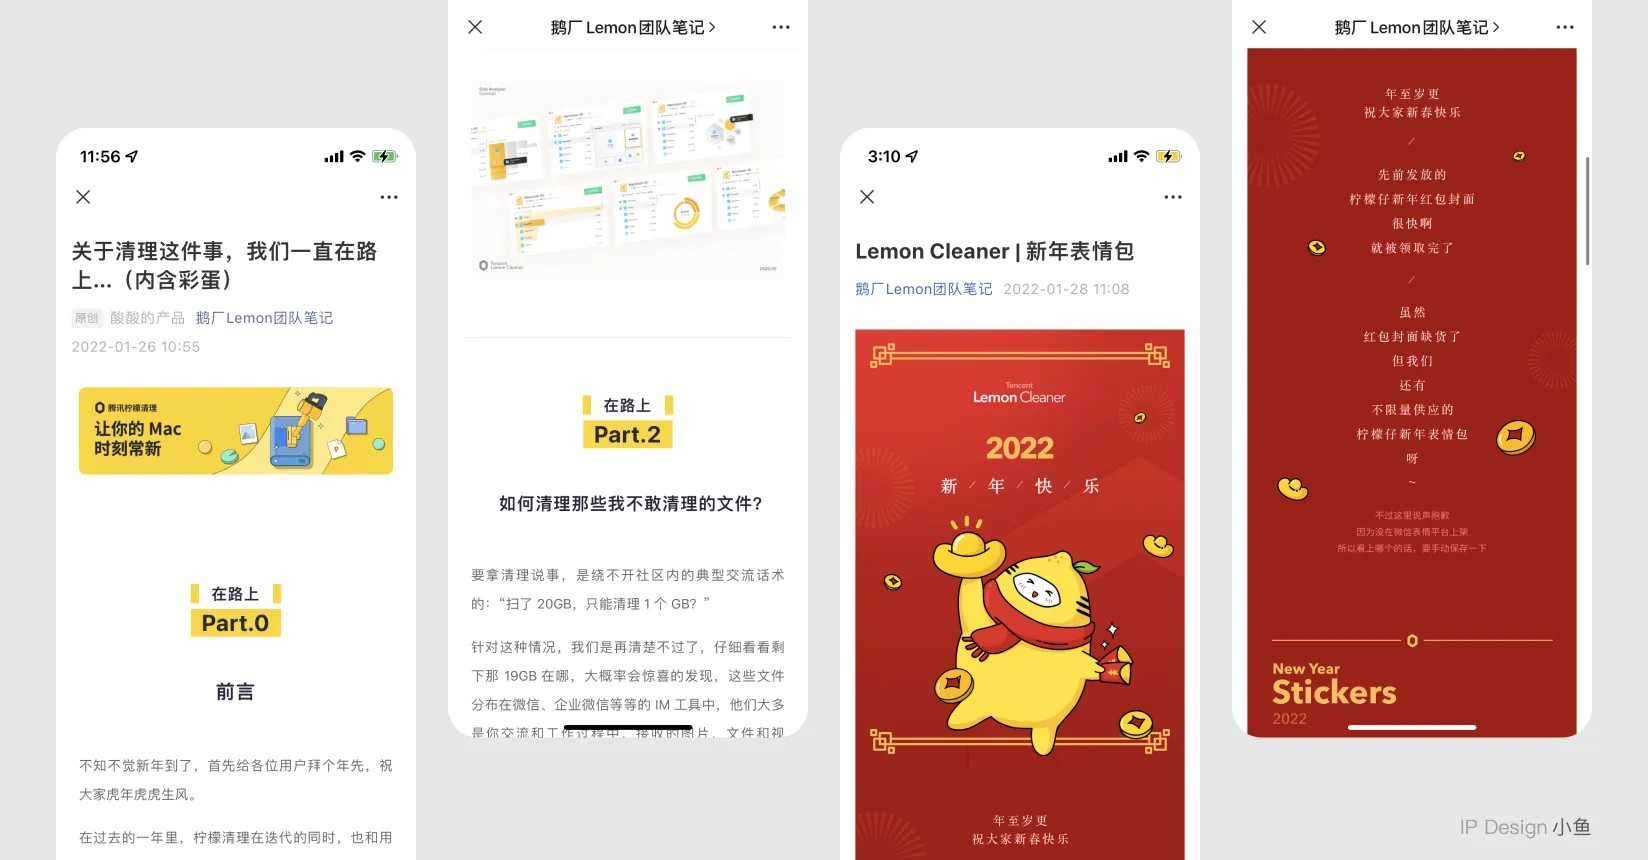 11:56
关于清理这件事，我们一直在路
上...（内含彩蛋）
原创 酸酸的产品 鹅厂Lemon团队笔记
2022-01-26 10:55
腾讯柠檬清理
让你的 Mac
时刻常新
在路上
Part.0
前言
不知不觉新年到了，首先给各位用户拜个年先，祝
大家虎年虎虎生风。
在过去的一年里，柠檬清理在迭代的同时，也和用
鹅厂Lemon团队笔记
Disk Analyzer
Concept
Tencent
Lemon Cleaner
在路上
Part.2
如何清理那些我不敢清理的文件？
要拿清理说事，是绕不开社区内的典型交流话术
的：“扫了 20GB，只能清理 1 个 GB？”
针对这种情况，我们是再清楚不过了，仔细看看剩
下那 19GB 在哪，大概率会惊喜的发现，这些文件
分布在微信、企业微信等等的 IM 工具中，他们大多
是你交流和工作过程中，接收的图片、文件和视
3:10
Lemon Cleaner | 新年表情包
鹅厂Lemon团队笔记 2022-01-28 11:08
Tencent
Lemon Cleaner
2022
新 / 年 / 快 / 乐
年至岁更
祝大家新春快乐
鹅厂Lemon团队笔记
年至岁更
祝大家新春快乐
/
先前发放的
柠檬仔新年红包封面
很快啊
就被领取完了
/
虽然
红包封面缺货了
但我们
还有
不限量供应的
柠檬仔新年表情包
呀
~
不过这里说声抱歉
因为没在微信表情平台上架
所以看上哪个的话，要手动保存一下
New Year
Stickers
2022
IP Design 小鱼